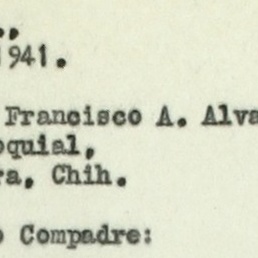 1941.
Francisco A. Alva
oquial,
ra, Chih.
o Compadre: